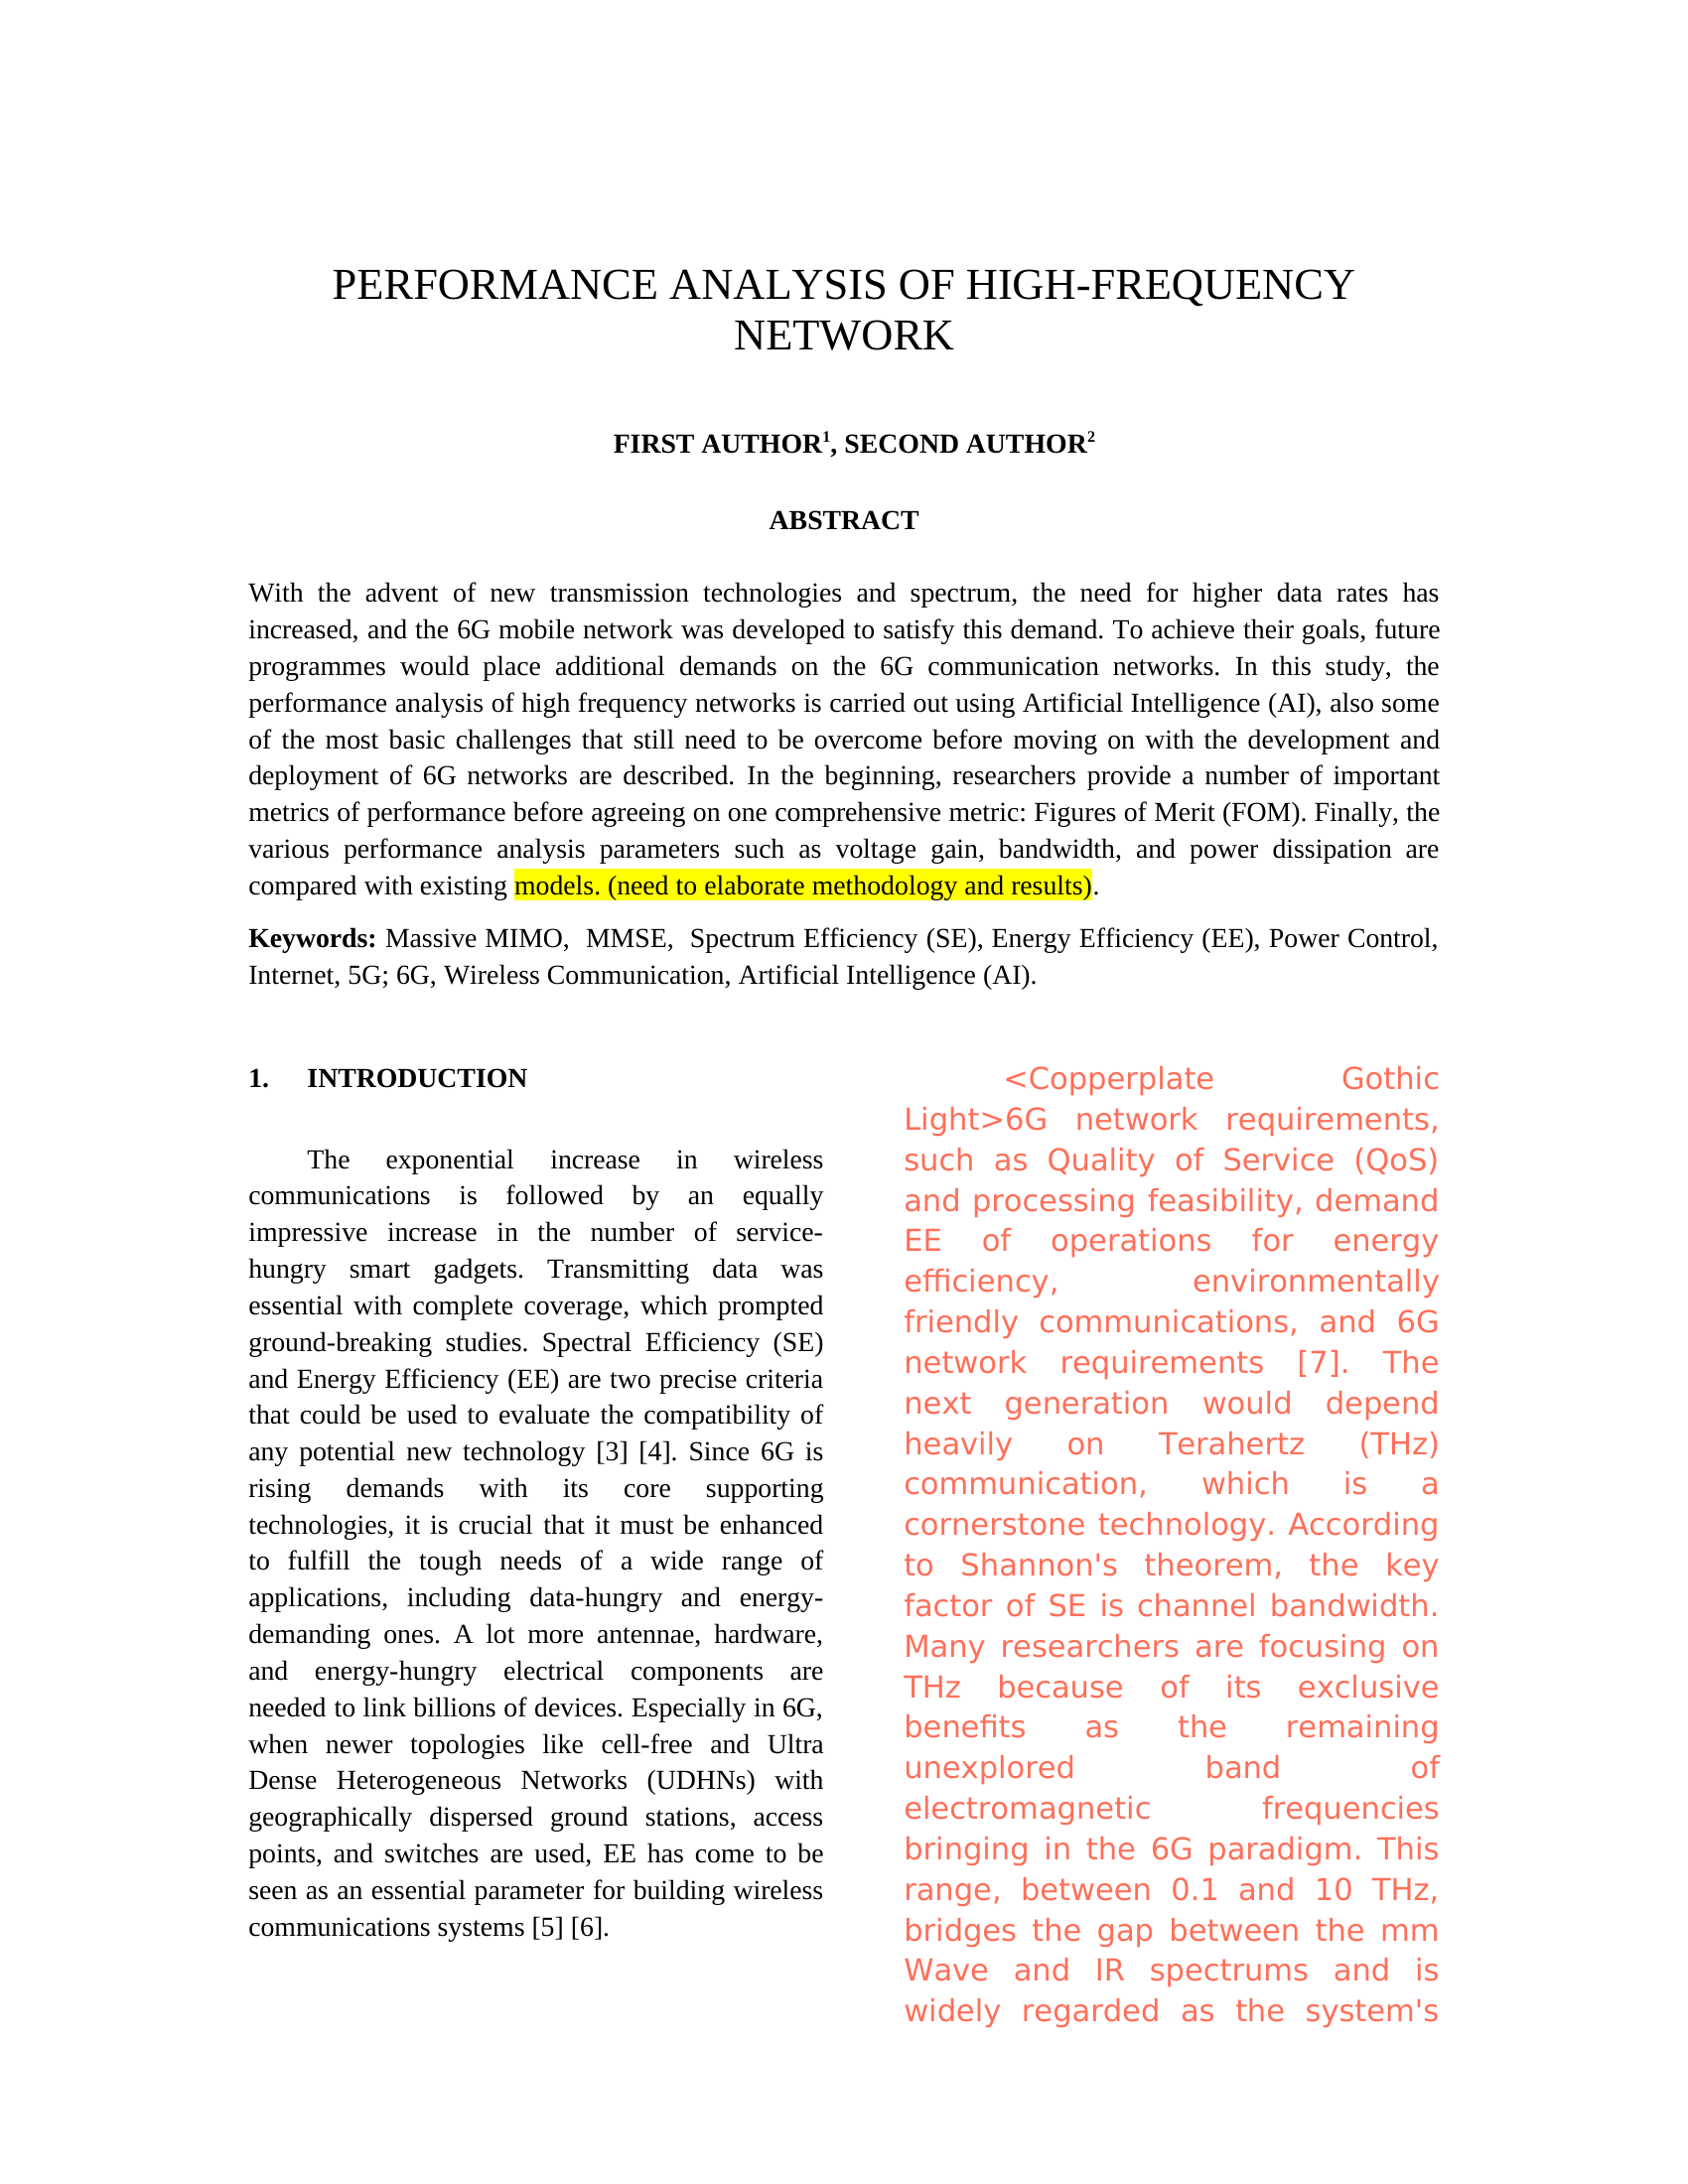 PERFORMANCE ANALYSIS OF HIGH-FREQUENCY
NETWORK
FIRST AUTHOR1, SECOND AUTHOR2
ABSTRACT
With the advent of new transmission technologies and spectrum, the need for higher data rates has
increased, and the 6G mobile network was developed to satisfy this demand. To achieve their goals, future
programmes would place additional demands on the 6G communication networks. In this study, the
performance analysis of high frequency networks is carried out using Artificial Intelligence (AI), also some
of the most basic challenges that still need to be overcome before moving on with the development and
deployment of 6G networks are described. In the beginning, researchers provide a number of important
metrics of performance before agreeing on one comprehensive metric: Figures of Merit (FOM). Finally, the
various performance analysis parameters such as voltage gain, bandwidth, and power dissipation are
compared with existing models. (need to elaborate methodology and results).
Keywords: Massive MIMO, MMSE, Spectrum Efficiency (SE), Energy Efficiency (EE), Power Control,
Internet, 5G; 6G, Wireless Communication, Artificial Intelligence (AI).
1. INTRODUCTION
The exponential increase in wireless
communications is followed by an equally
impressive increase in the number of service-
hungry smart gadgets. Transmitting data was
essential with complete coverage, which prompted
ground-breaking studies. Spectral Efficiency (SE)
and Energy Efficiency (EE) are two precise criteria
that could be used to evaluate the compatibility of
any potential new technology [3] [4]. Since 6G is
rising demands with its core supporting
technologies, it is crucial that it must be enhanced
to fulfill the tough needs of a wide range of
applications, including data-hungry and energy-
demanding ones. A lot more antennae, hardware,
and energy-hungry electrical components are
needed to link billions of devices. Especially in 6G,
when newer topologies like cell-free and Ultra
Dense Heterogeneous Networks (UDHNs) with
geographically dispersed ground stations, access
points, and switches are used, EE has come to be
seen as an essential parameter for building wireless
communications systems [5] [6].
<Copperplate Gothic
Light>6G network requirements,
such as Quality of Service (QoS)
and processing feasibility, demand
EE of operations for energy
efficiency, environmentally
friendly communications, and 6G
network requirements [7]. The
next generation would depend
heavily on Terahertz (THz)
communication, which is a
cornerstone technology. According
to Shannon's theorem, the key
factor of SE is channel bandwidth.
Many researchers are focusing on
THz because of its exclusive
benefits as the remaining
unexplored band of
electromagnetic frequencies
bringing in the 6G paradigm. This
range, between 0.1 and 10 THz,
bridges the gap between the mm
Wave and IR spectrums and is
widely regarded as the system's